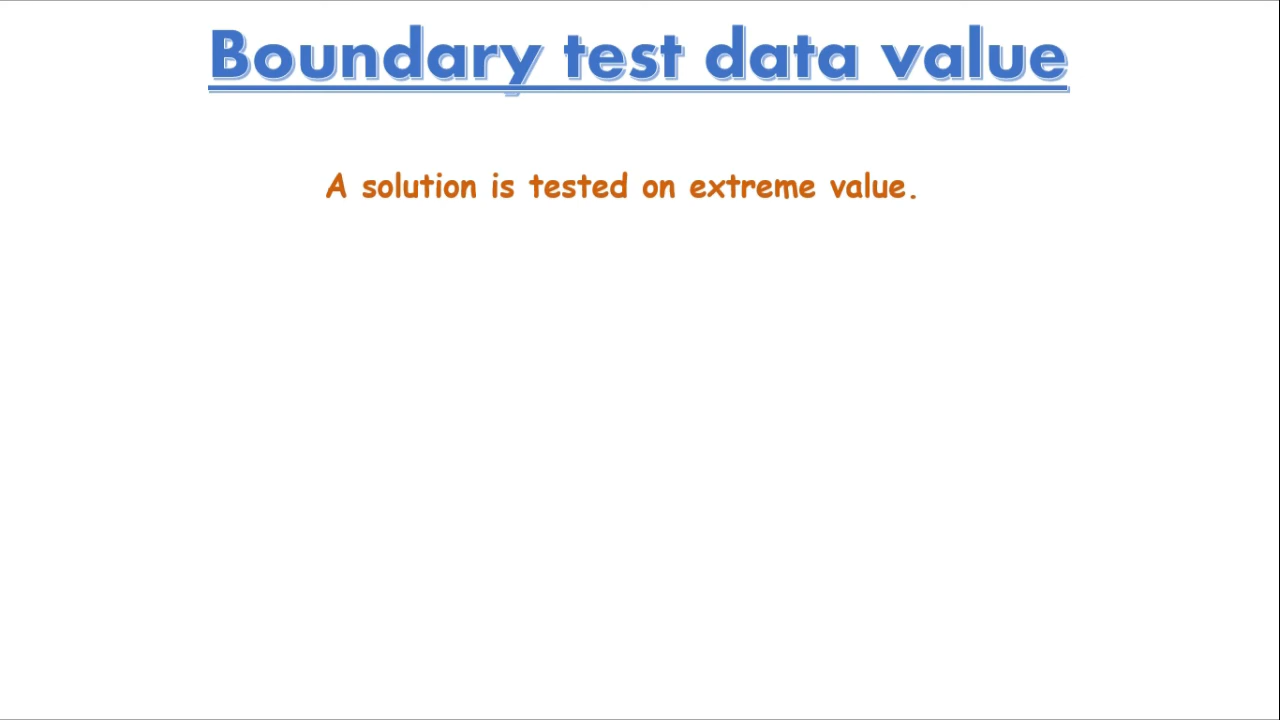 Boundary test data value
A solution is tested on extreme value.